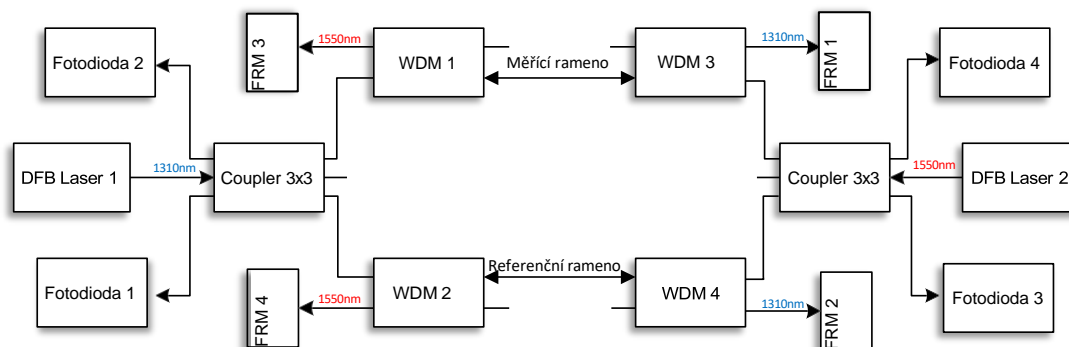 Fotodioda 2
FRM 3
1550nm
WDM 1
Měřící rameno
WDM 3
1310nm
FRM 1
Fotodioda 4
DFB Laser 1
1310nm
Coupler 3x3
Coupler 3x3
1550nm
DFB Laser 2
Fotodioda 1
FRM 4
1550nm
WDM 2
Referenční rameno
WDM 4
1310nm
FRM 2
Fotodioda 3